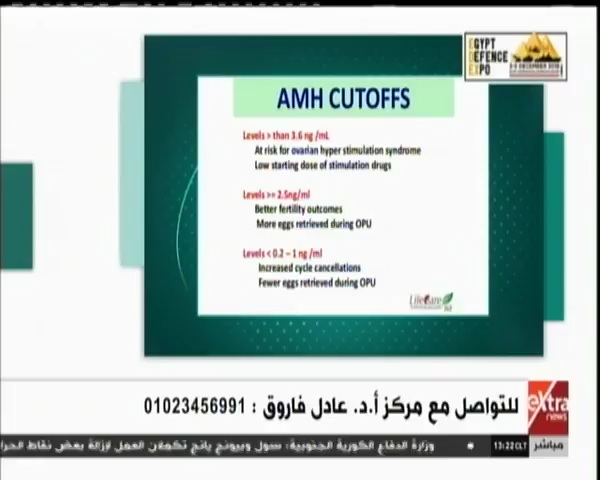 EGYPT
DEFENCE
EXPO
AMH CUTOFFS
Levels > than 3.6 ng /mL
At risk for ovarian hyper stimulation syndrome
Low starting dose of stimulation drugs
Levels >= 2.5ng/ml
Better fertility outcomes
More eggs retrieved during OPU
Levels < 0.2 – 1 ng /ml
Increased cycle cancellations
Fewer eggs retrieved during OPU
LifeCare
للتواصل مع مركز أ.د. عادل فاروق : 01023456991
eXtra
news
مباشر
13:22 CLT
وزارة الدفاع الكورية الجنوبية: سول وبيونج يانج تكملان العمل لإزالة بعض نقاط الحرا